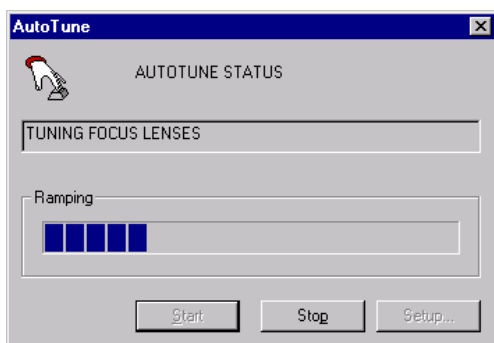 AutoTune
AUTOTUNE STATUS
TUNING FOCUS LENSES
Ramping
Start Stop Setup...